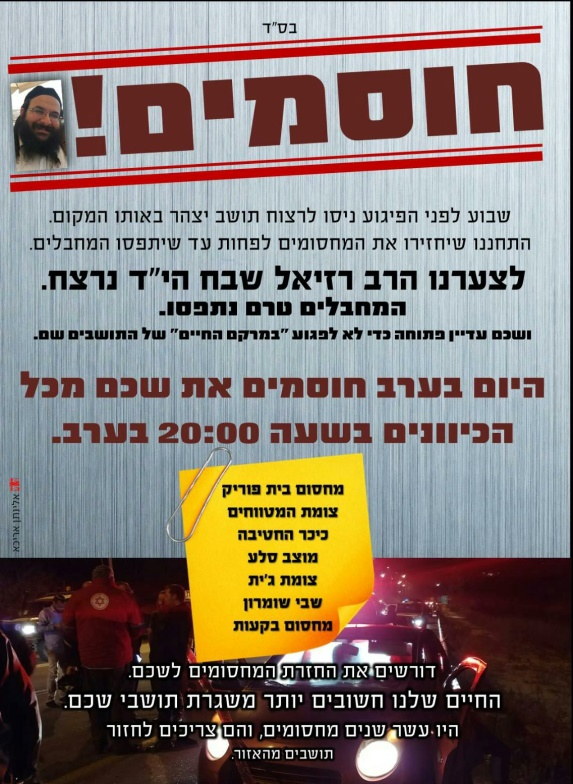 בס"ד
חוסמים!
שבוע לפני הפיגוע ניסו לרצוח תושב יצהר באותו המקום.
התחננו שיחזירו את המחסומים לפחות עד שיתפסו המחבלים.
לצערנו הרב רזיאל שבח הי"ד נרצח.
המחבלים טרם נתפסו.
ושכם עדיין פתוחה כדי לא לפגוע "במרקם החיים" של התושבים שם.
היום בערב חוסמים את שכם מכל
הכיוונים בשעה 20:00 בערב.
מחסום בית פוריק
צומת המטווחים
כיכר החטיבה
מוצב סלע
צומת ג'ית
שבי שומרון
מחסום בקעות
אלינתן אריכא
דורשים את החזרת המחסומים לשכם.
החיים שלנו חשובים יותר משגרת תושבי שכם.
היו עשר שנים מחסומים, והם צריכים לחזור
תושבים מהאזור.